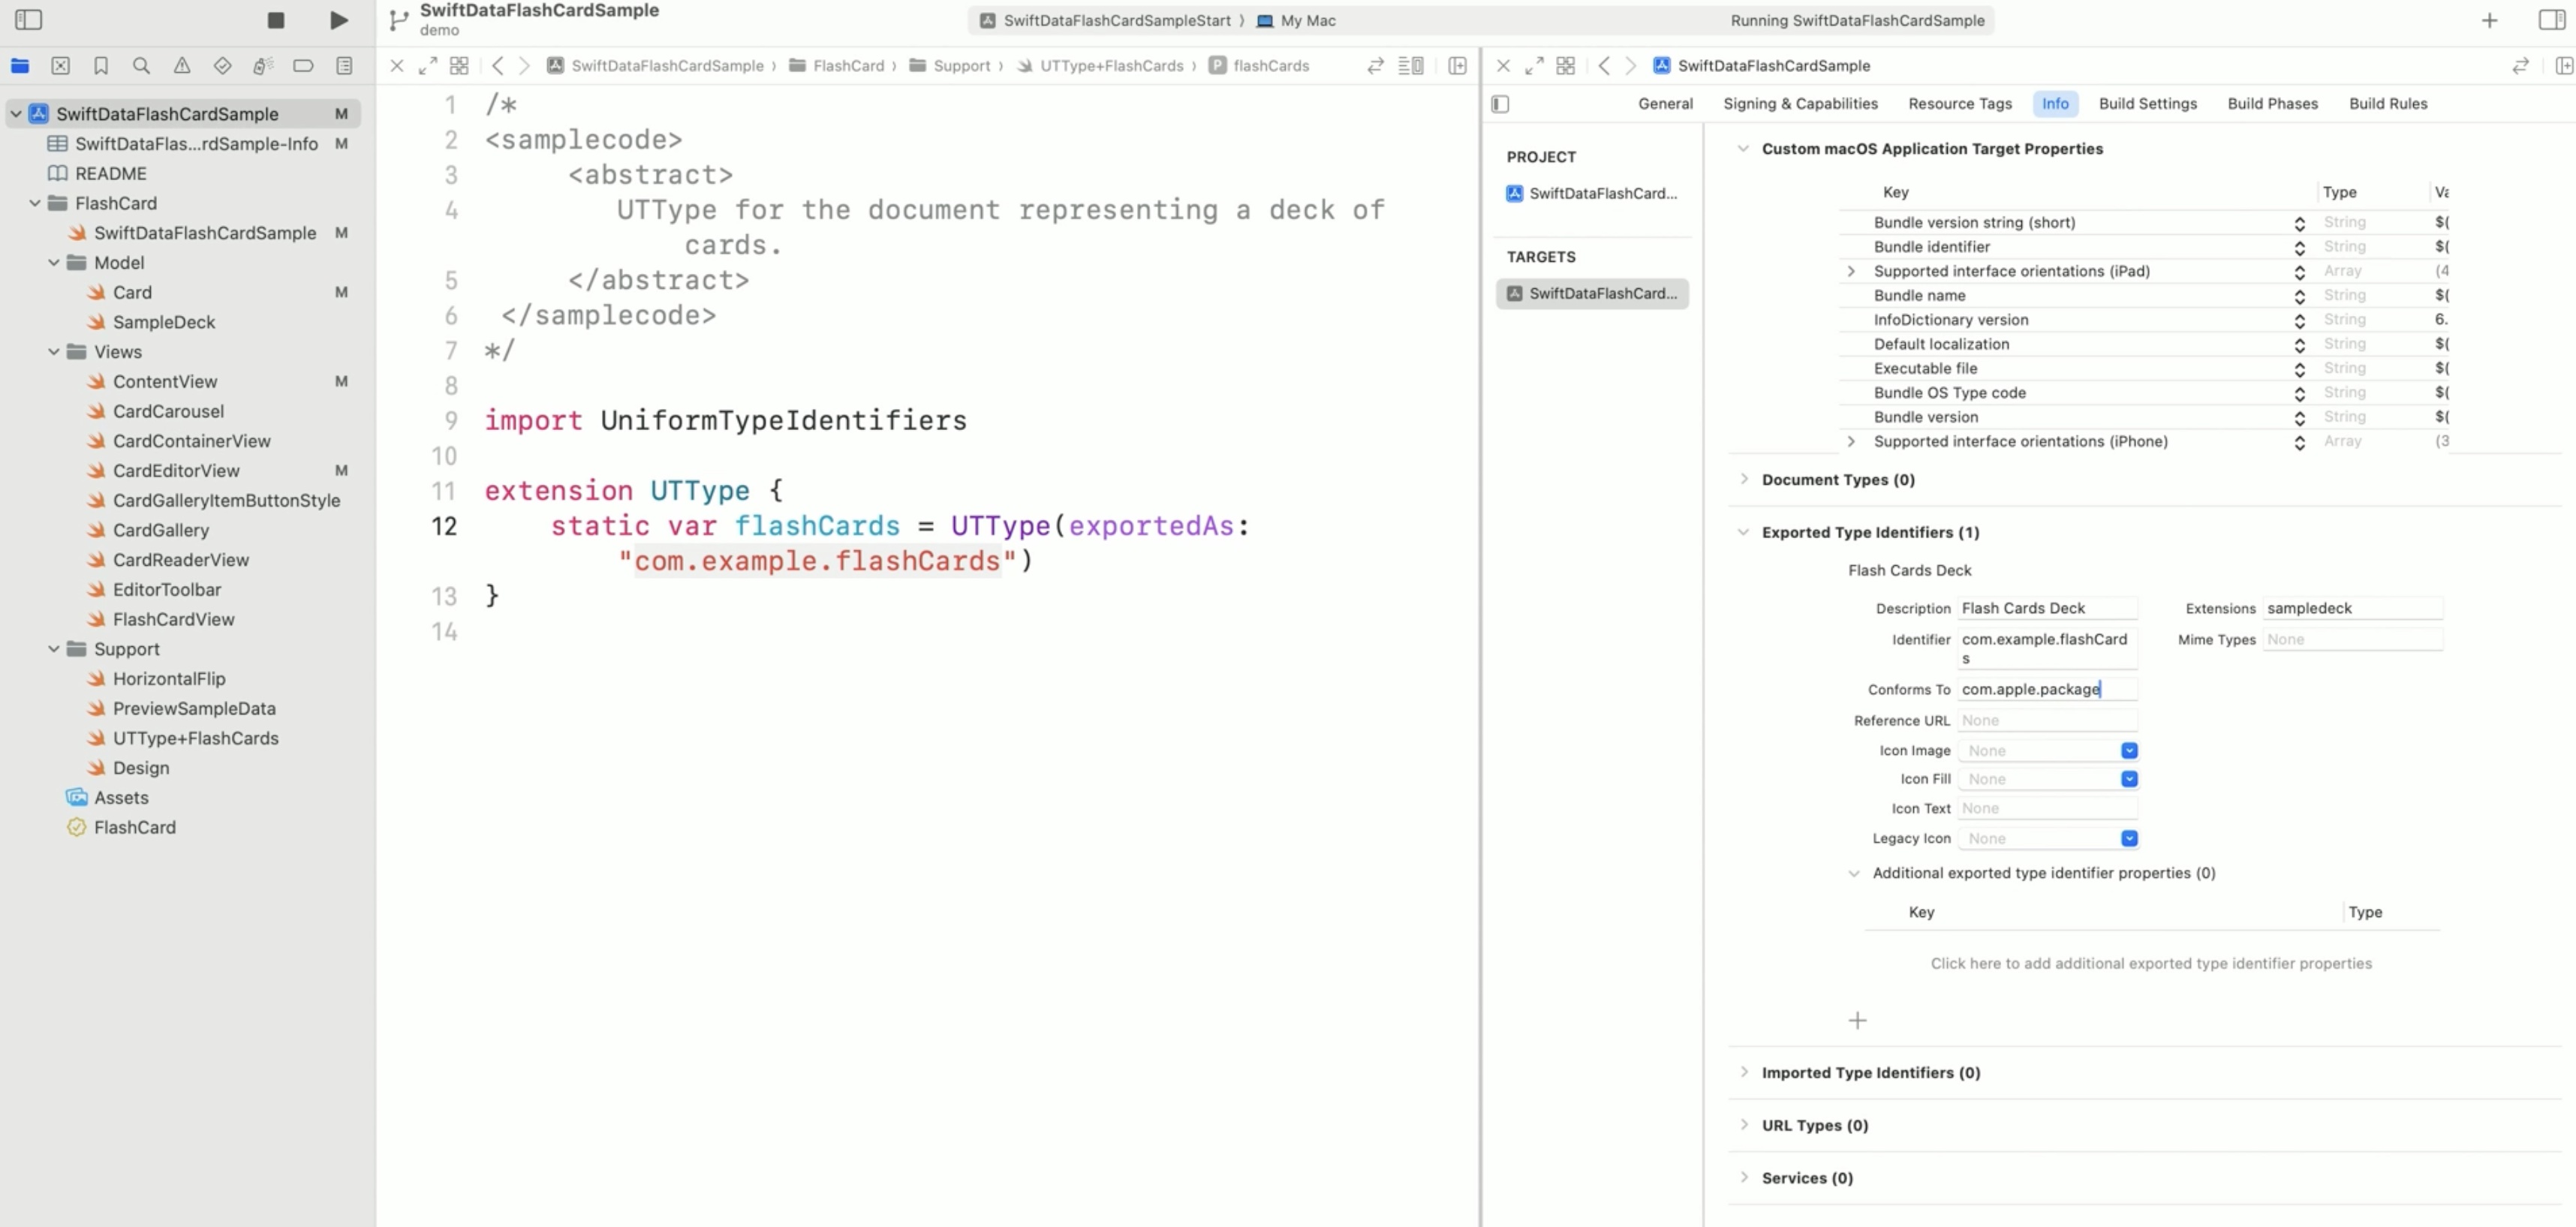 SwiftDataFlashCardSample
demo
SwiftDataFlashCardSampleStart 〉 My Mac
Running SwiftDataFlashCardSample
SwiftDataFlashCardSample M
SwiftDataFlas...rdSample-Info M
README
FlashCard
SwiftDataFlashCardSample M
Model
Card M
SampleDeck
Views
ContentView M
CardCarousel
CardContainerView
CardEditorView M
CardGalleryItemButtonStyle
CardGallery
CardReaderView
EditorToolbar
FlashCardView
Support
HorizontalFlip
PreviewSampleData
UTType+FlashCards
Design
Assets
FlashCard
SwiftDataFlashCardSample 〉 FlashCard 〉 Support 〉 UTType+FlashCards 〉 P flashCards
1 /*
2 <samplecode>
3 <abstract>
4 UTType for the document representing a deck of
cards.
5 </abstract>
6 </samplecode>
7 */
8
9 import UniformTypeIdentifiers
10
11 extension UTType {
12 static var flashCards = UTType(exportedAs:
"com.example.flashCards")
13 }
14
SwiftDataFlashCardSample
General Signing & Capabilities Resource Tags Info Build Settings Build Phases Build Rules
PROJECT
SwiftDataFlashCard...
TARGETS
SwiftDataFlashCard...
Custom macOS Application Target Properties
Key Type Va
Bundle version string (short) String $(
Bundle identifier String $(
Supported interface orientations (iPad) Array (4
Bundle name String $(
InfoDictionary version String 6.
Default localization String $(
Executable file String $(
Bundle OS Type code String $(
Bundle version String $(
Supported interface orientations (iPhone) Array (3
Document Types (0)
Exported Type Identifiers (1)
Flash Cards Deck
Description Flash Cards Deck Extensions sampledeck
Identifier com.example.flashCard
s
Mime Types None
Conforms To com.apple.package
Reference URL None
Icon Image None
Icon Fill None
Icon Text None
Legacy Icon None
Additional exported type identifier properties (0)
Key Type
Click here to add additional exported type identifier properties
Imported Type Identifiers (0)
URL Types (0)
Services (0)